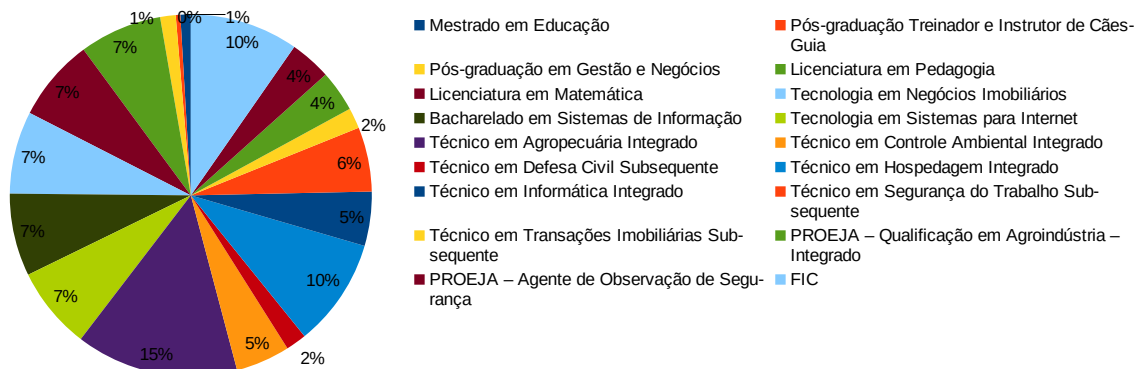 1%
0%
1%
7%
10%
7%
4%
4%
2%
7%
6%
7%
5%
7%
10%
7%
5%
15%
2%
Mestrado em Educação
Pós-graduação Treinador e Instrutor de Cães-
Guia
Pós-graduação em Gestão e Negócios
Licenciatura em Pedagogia
Licenciatura em Matemática
Tecnologia em Negócios Imobiliários
Bacharelado em Sistemas de Informação
Tecnologia em Sistemas para Internet
Técnico em Agropecuária Integrado
Técnico em Controle Ambiental Integrado
Técnico em Defesa Civil Subsequente
Técnico em Hospedagem Integrado
Técnico em Informática Integrado
Técnico em Segurança do Trabalho Sub-
sequente
Técnico em Transações Imobiliárias Sub-
sequente
PROEJA – Qualificação em Agroindústria –
Integrado
PROEJA – Agente de Observação de Segu-
rança
FIC